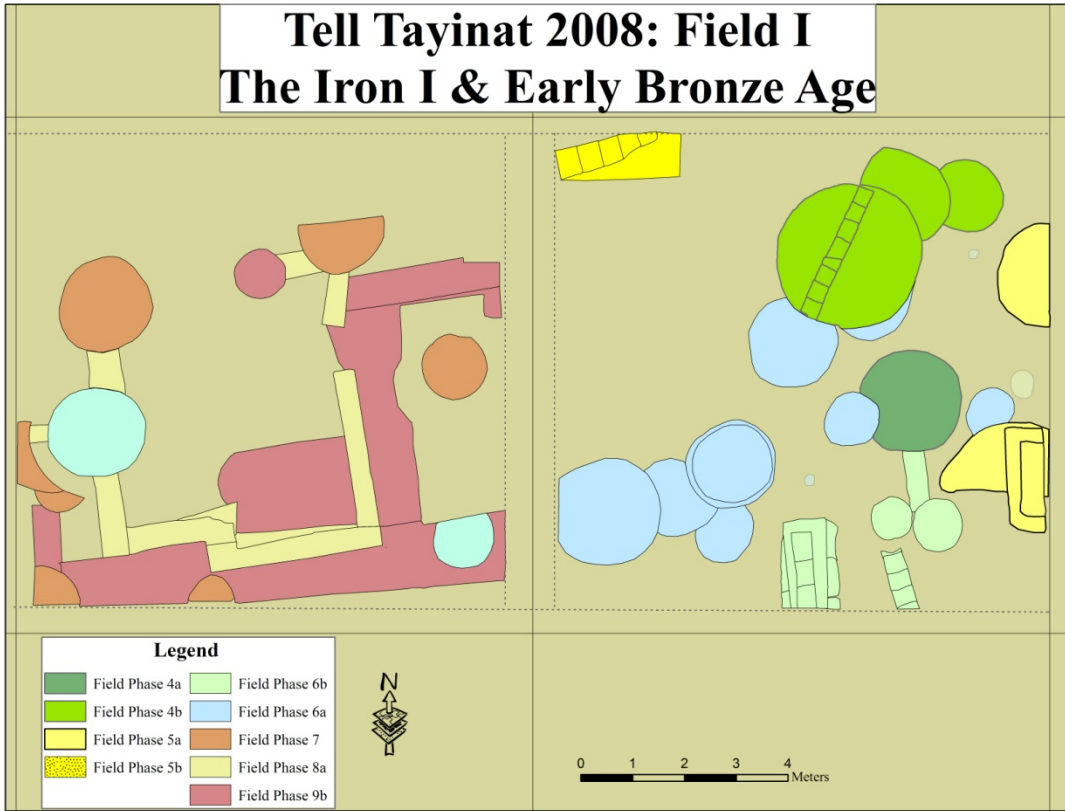 Tell Tayinat 2008: Field I
The Iron I & Early Bronze Age
Legend
Field Phase 4a
Field Phase 4b
Field Phase 5a
Field Phase 5b
Field Phase 6b
Field Phase 6a
Field Phase 7
Field Phase 8a
Field Phase 9b
N
0 1 2 3 4
Meters